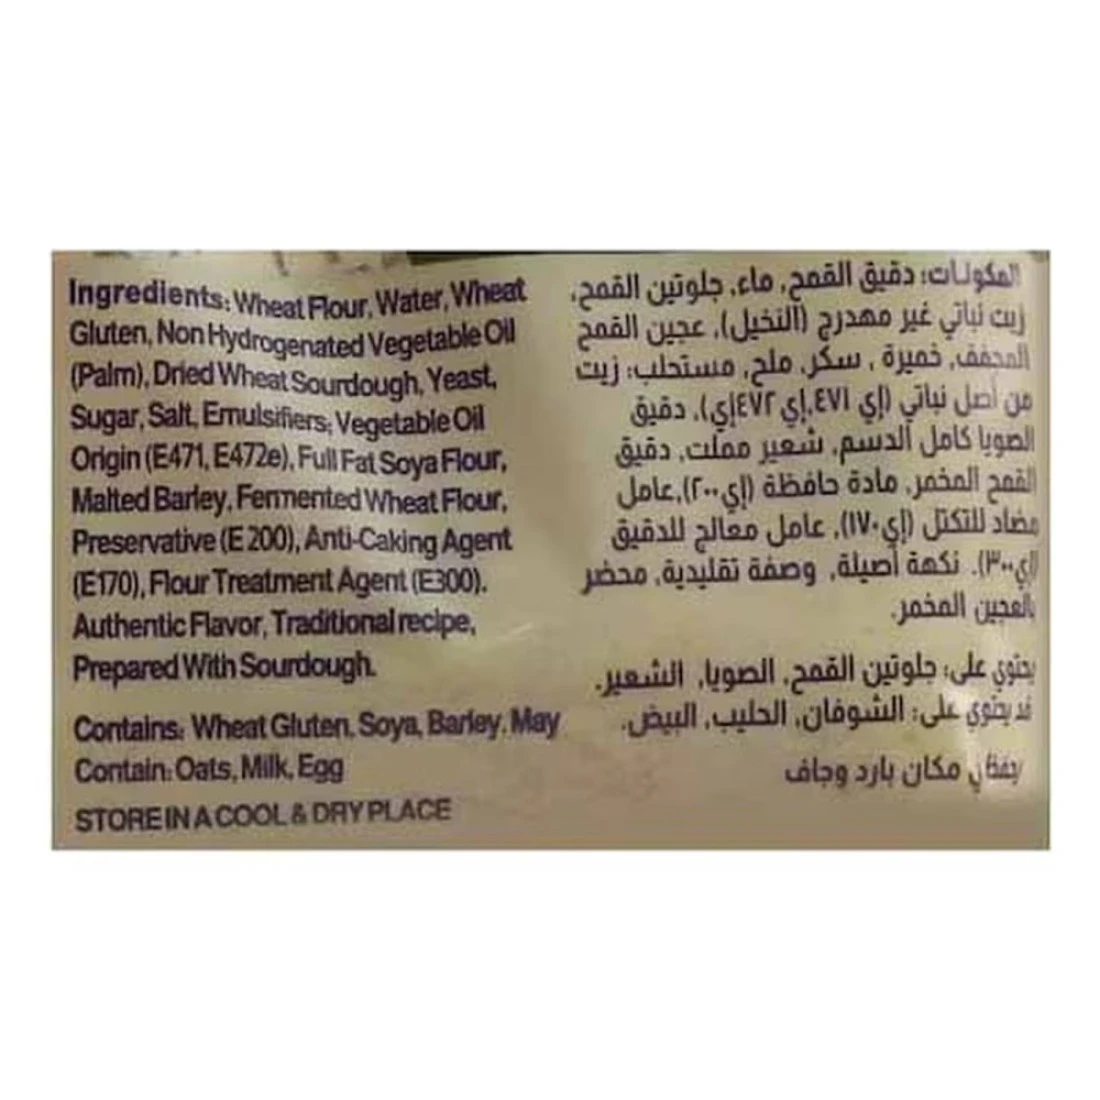 Ingredients: Wheat Flour, Water, Wheat
Gluten, Non Hydrogenated Vegetable Oil
(Palm), Dried Wheat Sourdough, Yeast,
Sugar, Salt, Emulsifiers: Vegetable Oil
Origin (E471, E472e), Full Fat Soya Flour,
Malted Barley, Fermented Wheat Flour,
Preservative (E 200), Anti-Caking Agent
(E170), Flour Treatment Agent (E300).
Authentic Flavor, Traditional recipe,
Prepared With Sourdough.
Contains: Wheat Gluten, Soya, Barley. May
Contain: Oats, Milk, Egg
STORE IN A COOL & DRY PLACE
المكونات: دقيق القمح, ماء, جلوتين القمح,
زيت نباتي غير مهدرج (النخيل), عجين القمح
المجفف, خميرة , سكر, ملح, مستحلب: زيت
من أصل نباتي (إي ٤٧١,إي ٤٧٢إي), دقيق
الصويا كامل الدسم, شعير مملت, دقيق
القمح المخمر, مادة حافظة (إي٢٠٠),عامل
مضاد للتكتل (إي١٧٠), عامل معالج للدقيق
(إي٣٠٠). نكهة أصيلة, وصفة تقليدية, محضر
بالعجين المخمر.
يحتوي على: جلوتين القمح, الصويا, الشعير.
قد يحتوي على: الشوفان, الحليب, البيض.
يحفظ في مكان بارد وجاف